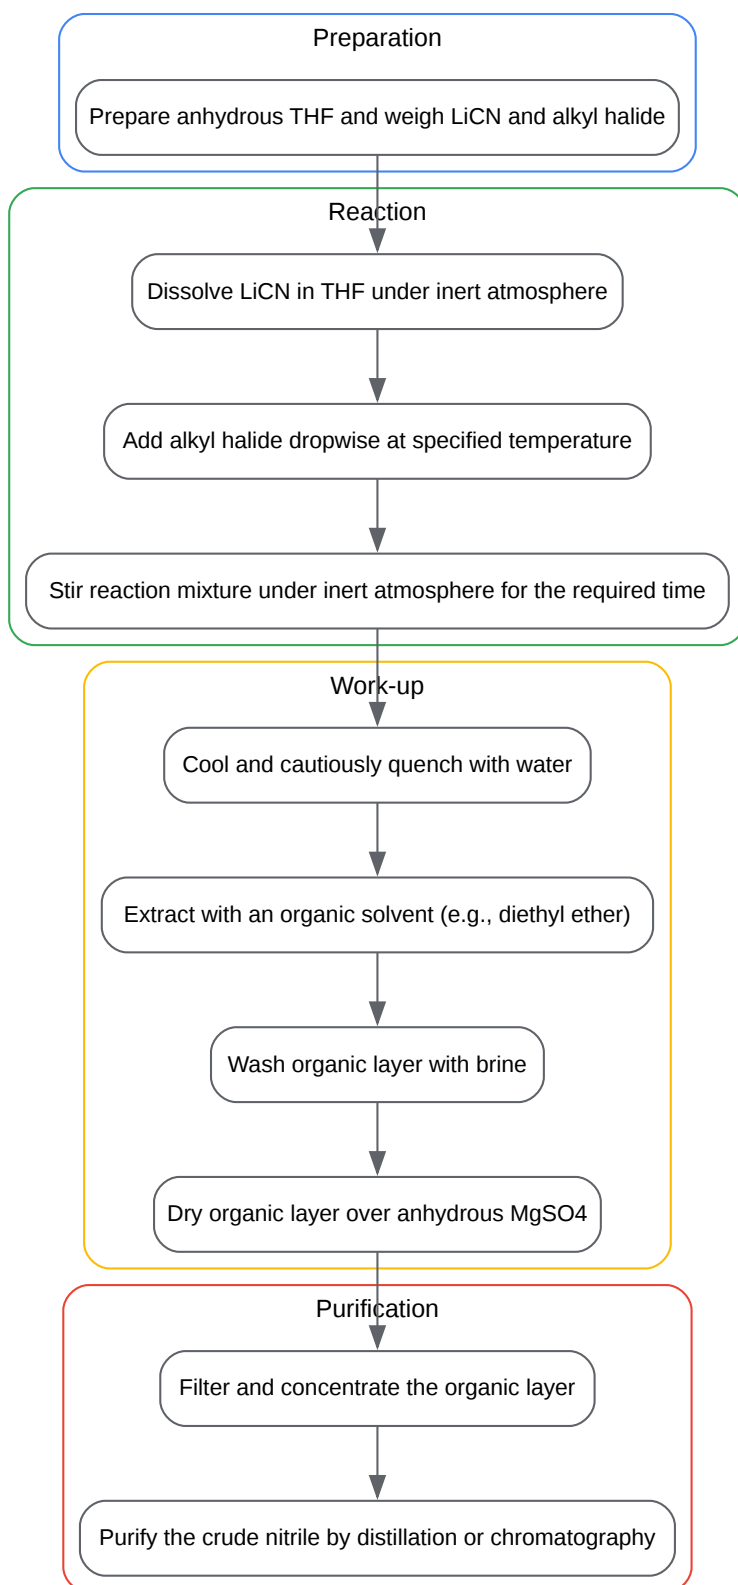 Preparation
Prepare anhydrous THF and weigh LiCN and alkyl halide
Reaction
Dissolve LiCN in THF under inert atmosphere
Add alkyl halide dropwise at specified temperature
Stir reaction mixture under inert atmosphere for the required time
Work-up
Cool and cautiously quench with water
Extract with an organic solvent (e.g., diethyl ether)
Wash organic layer with brine
Dry organic layer over anhydrous MgSO4
Purification
Filter and concentrate the organic layer
Purify the crude nitrile by distillation or chromatography